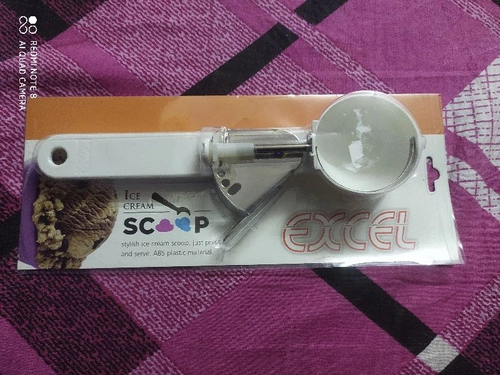 REDMI NOTE 8
AI QUAD CAMERA
ICE
CREAM
SCOOP
stylish ice cream scoop, just
and serve. ABS plastic material.
EXCEL